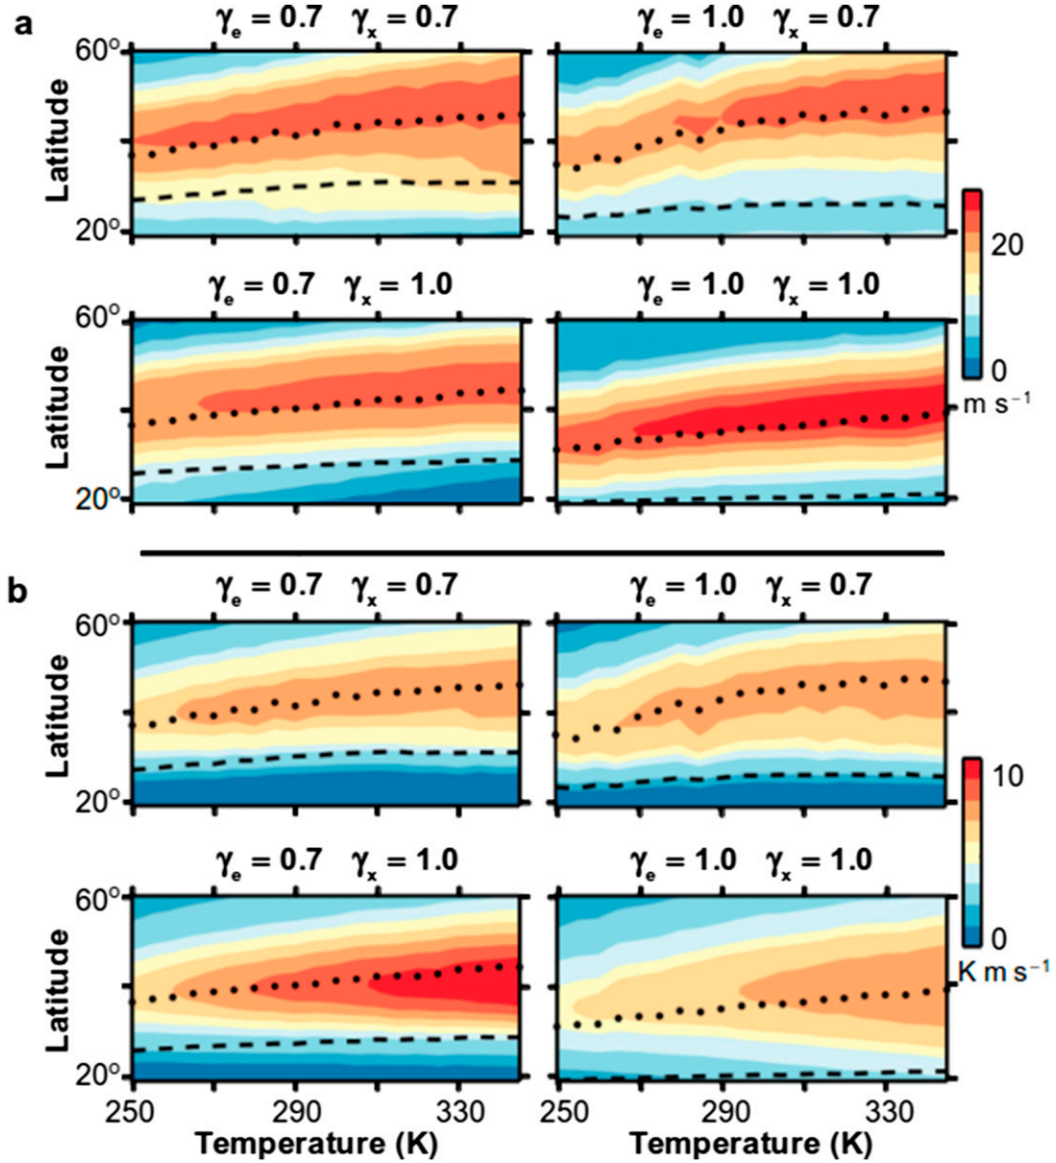 a
γe = 0.7 γx = 0.7
γe = 1.0 γx = 0.7
60°
Latitude
20°
γe = 0.7 γx = 1.0
γe = 1.0 γx = 1.0
60°
Latitude
20°
20
0
m s⁻¹
b
γe = 0.7 γx = 0.7
γe = 1.0 γx = 0.7
60°
Latitude
20°
γe = 0.7 γx = 1.0
γe = 1.0 γx = 1.0
60°
Latitude
20°
10
0
K m s⁻¹
250 290 330
250 290 330
Temperature (K)
Temperature (K)